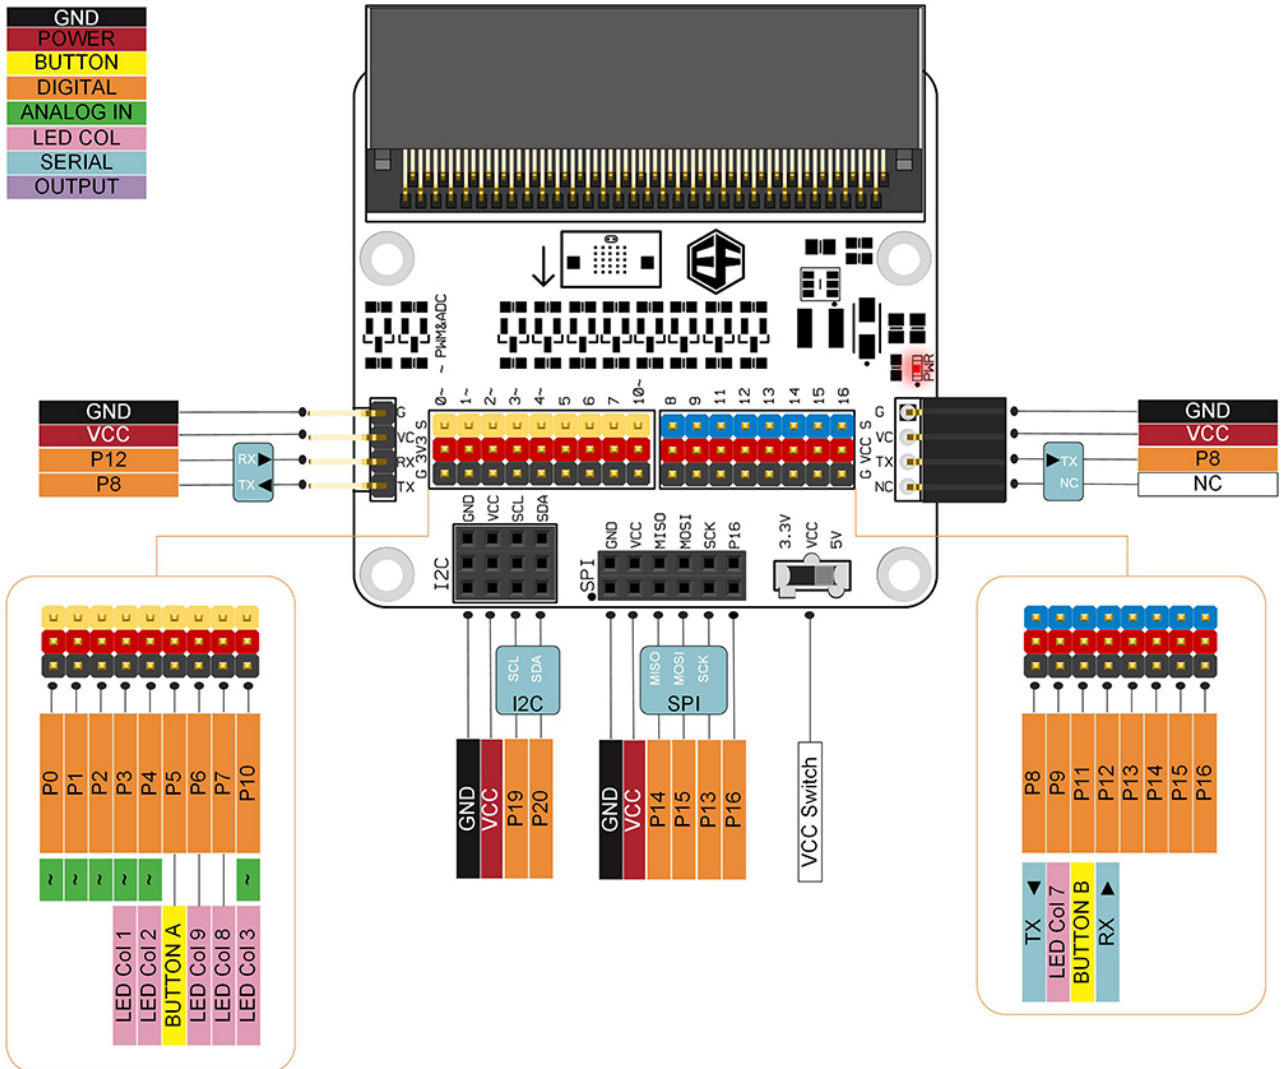 GND
POWER
BUTTON
DIGITAL
ANALOG IN
LED COL
SERIAL
OUTPUT
EF
~ PWM&ADC
PWR
0~ 1~ 2~ 3~ 4~ 5 6 7 10~
8 9 11 12 13 14 15 16
S
3V3
G
S
VCC
G
G
VC
RX
TX
G
VC
TX
NC
GND
VCC
P12
P8
RX
TX
GND
VCC
P8
NC
TX
NC
GND VCC SCL SDA
I2C
GND VCC MISO MOSI SCK P16
SPI
3.3V VCC 5V
SCL SDA
I2C
MISO MOSI SCK
SPI
GND VCC P19 P20
GND VCC P14 P15 P13 P16
VCC Switch
P0 P1 P2 P3 P4 P5 P6 P7 P10
~ ~ ~ ~ ~ ~
LED Col 1
LED Col 2
BUTTON A
LED Col 9
LED Col 8
LED Col 3
P8 P9 P11 P12 P13 P14 P15 P16
TX
LED Col 7
BUTTON B
RX